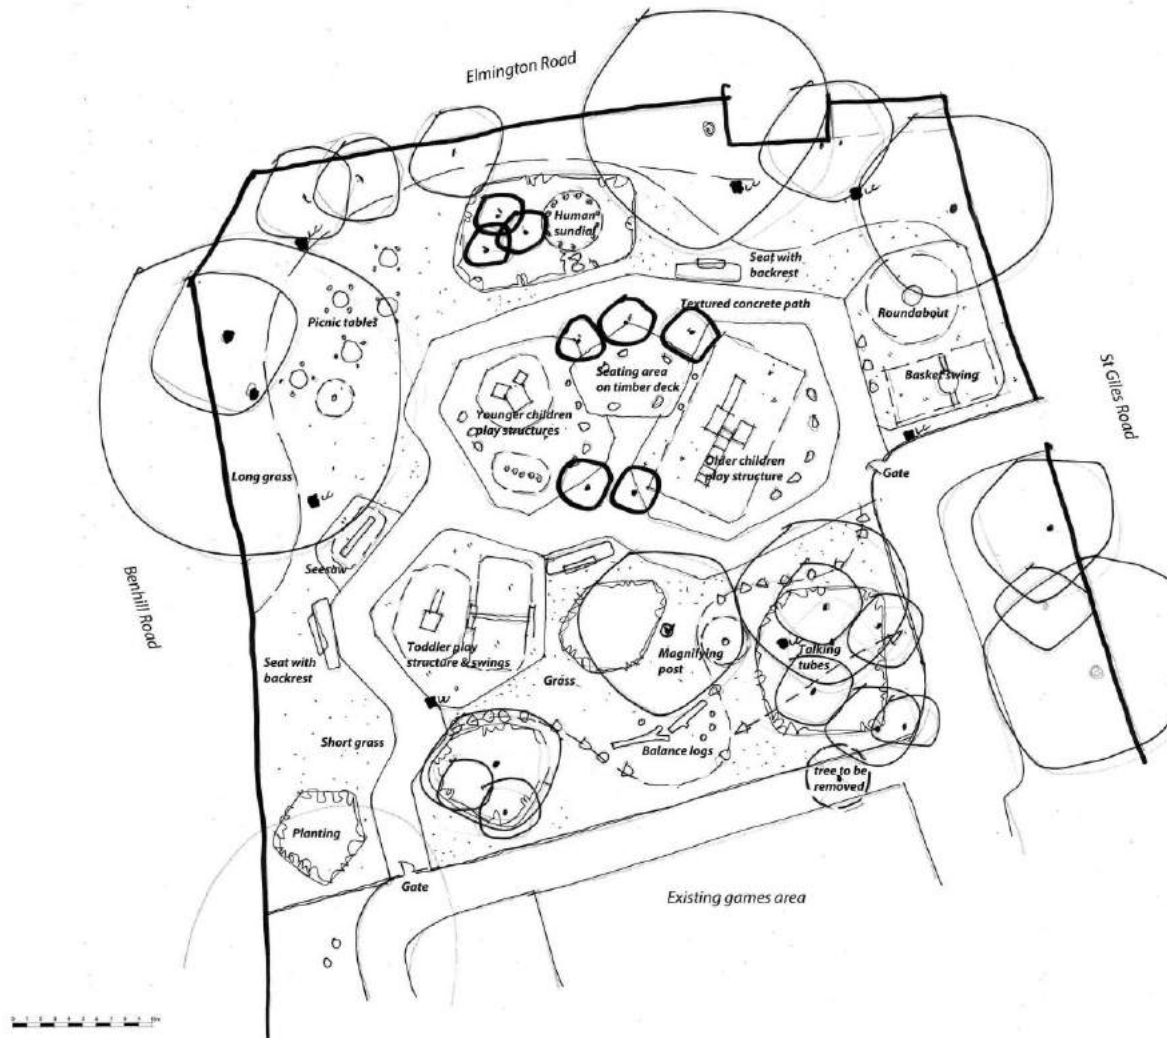 Elmington Road
Human
sundial
Seat with
backrest
Textured concrete path
Roundabout
Picnic tables
Seating area
on timber deck
Basket swing
St Giles Road
Younger children
play structures
Older children
play structure
Gate
Long grass
Seesaw
Benhill Road
Toddler play
structure & swings
Magnifying
post
Talking
tubes
Seat with
backrest
Grass
Short grass
Balance logs
tree to be
removed
Planting
Gate
Existing games area